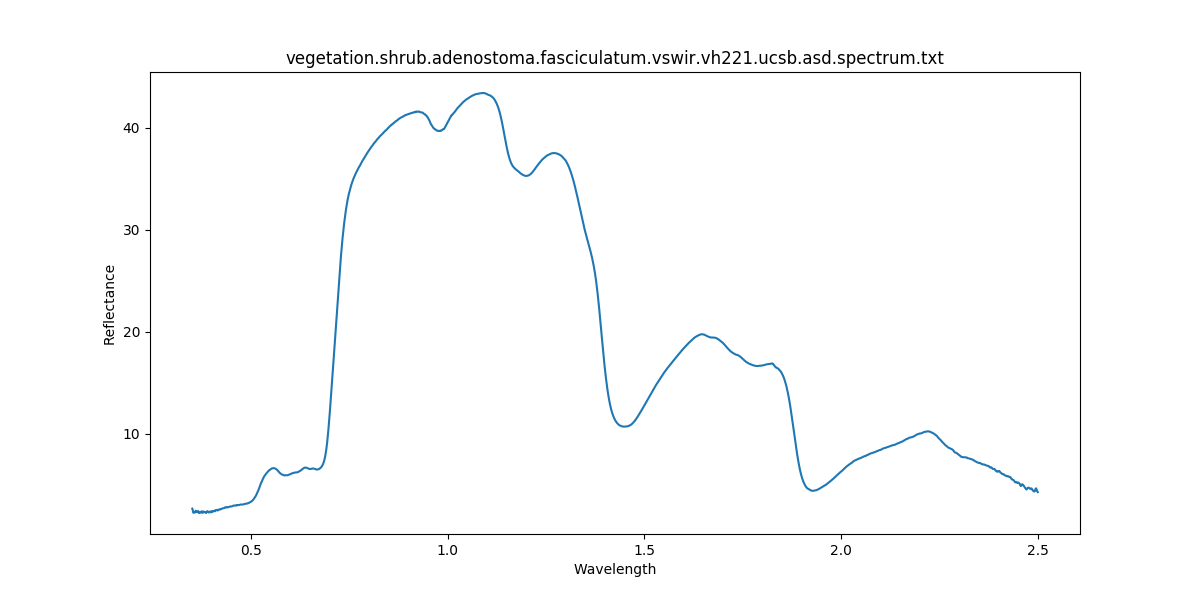 vegetation.shrub.adenostoma.fasciculatum.vswir.vh221.ucsb.asd.spectrum.txt
40
30
20
10
Reflectance
0.5 1.0 1.5 2.0 2.5
Wavelength